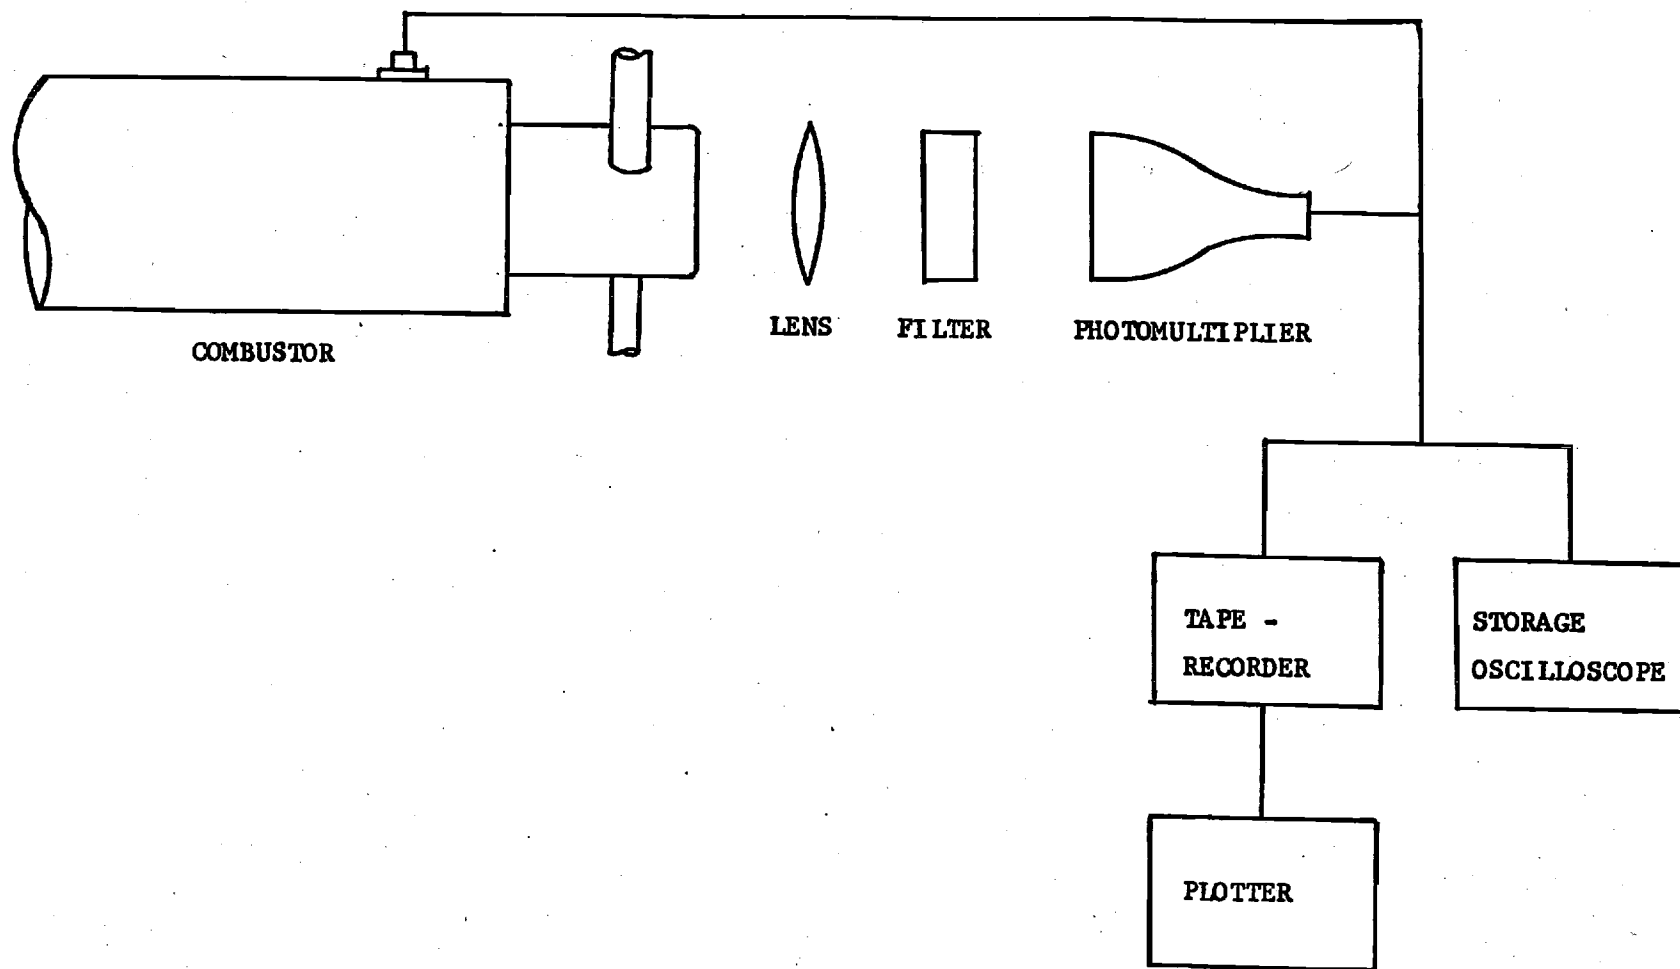 COMBUSTOR
LENS
FILTER
PHOTOMULTIPLIER
TAPE -
RECORDER
STORAGE
OSCILLOSCOPE
PLOTTER